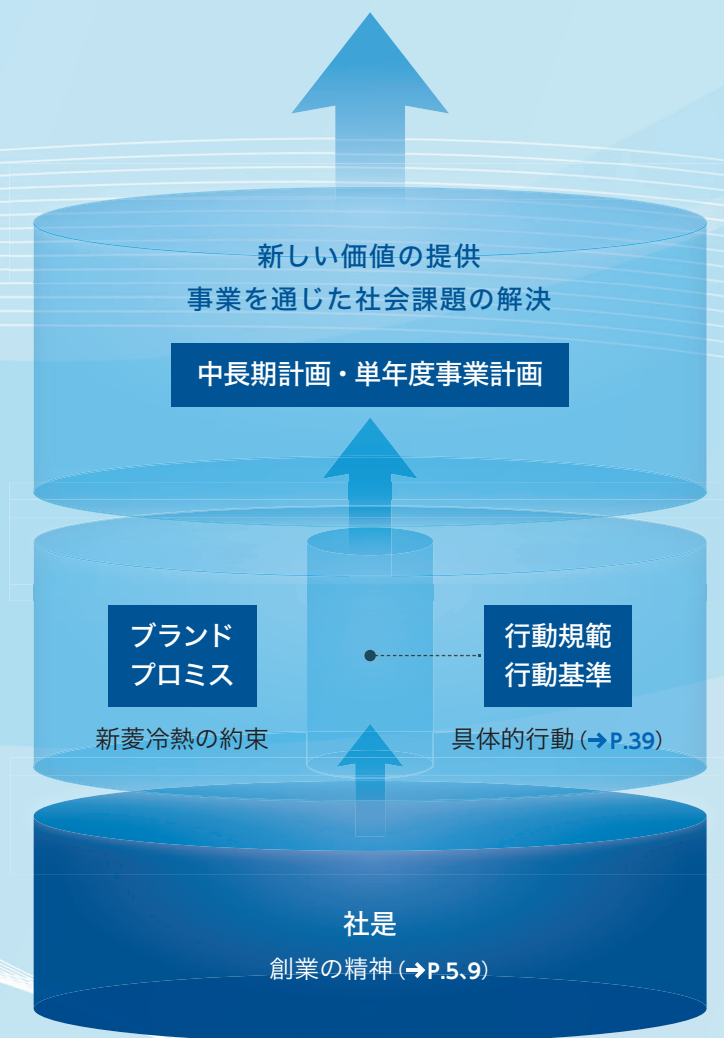 新しい価値の提供
事業を通じた社会課題の解決
中長期計画・単年度事業計画
ブランド
プロミス
新菱冷熱の約束
行動規範
行動基準
具体的行動(→P.39)
社是
創業の精神(→P.5、9)